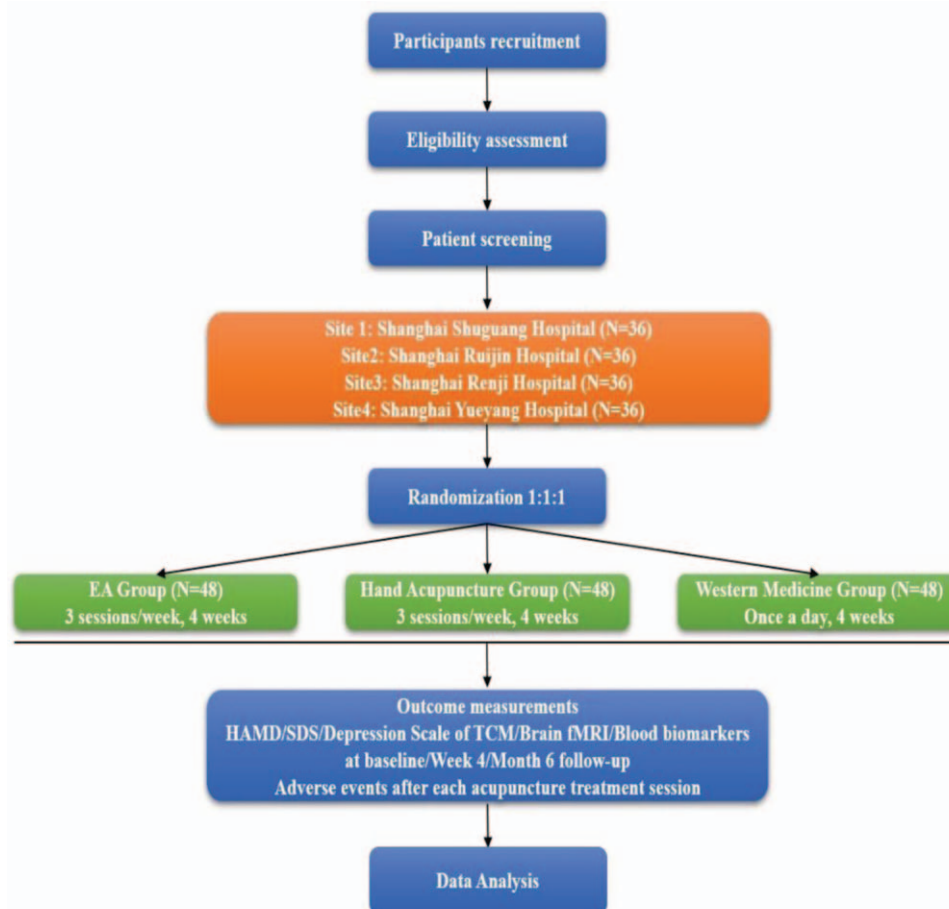 Participants recruitment
Eligibility assessment
Patient screening
Site 1: Shanghai Shuguang Hospital (N=36)
Site2: Shanghai Ruijin Hospital (N=36)
Site3: Shanghai Renji Hospital (N=36)
Site4: Shanghai Yueyang Hospital (N=36)
Randomization 1:1:1
EA Group (N=48)
3 sessions/week, 4 weeks
Hand Acupuncture Group (N=48)
3 sessions/week, 4 weeks
Western Medicine Group (N=48)
Once a day, 4 weeks
Outcome measurements
HAMD/SDS/Depression Scale of TCM/Brain fMRI/Blood biomarkers
at baseline/Week 4/Month 6 follow-up
Adverse events after each acupuncture treatment session
Data Analysis